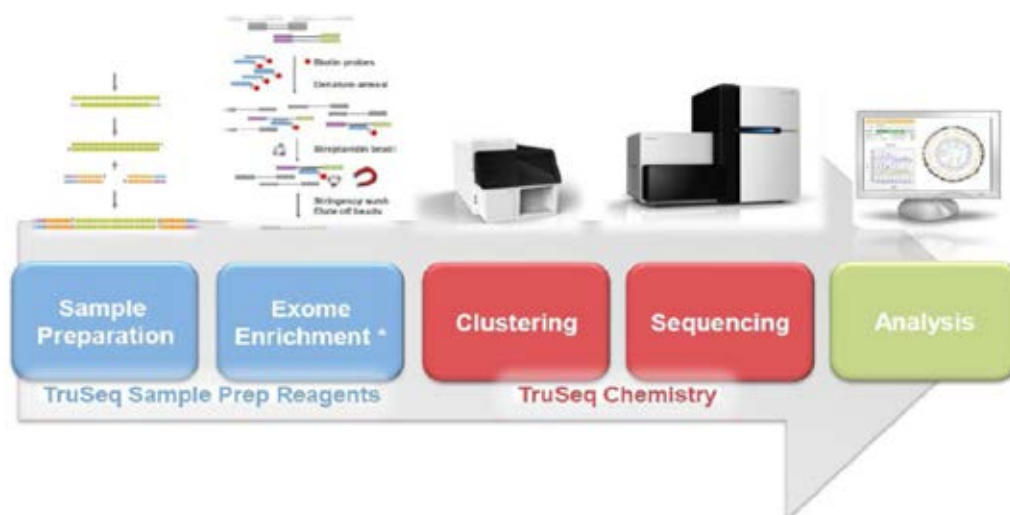 Biotin probes
Denature-anneal
Streptavidin beads
Stringency wash
Elute off beads
Sample
Preparation
Exome
Enrichment *
Clustering
Sequencing
Analysis
TruSeq Sample Prep Reagents
TruSeq Chemistry